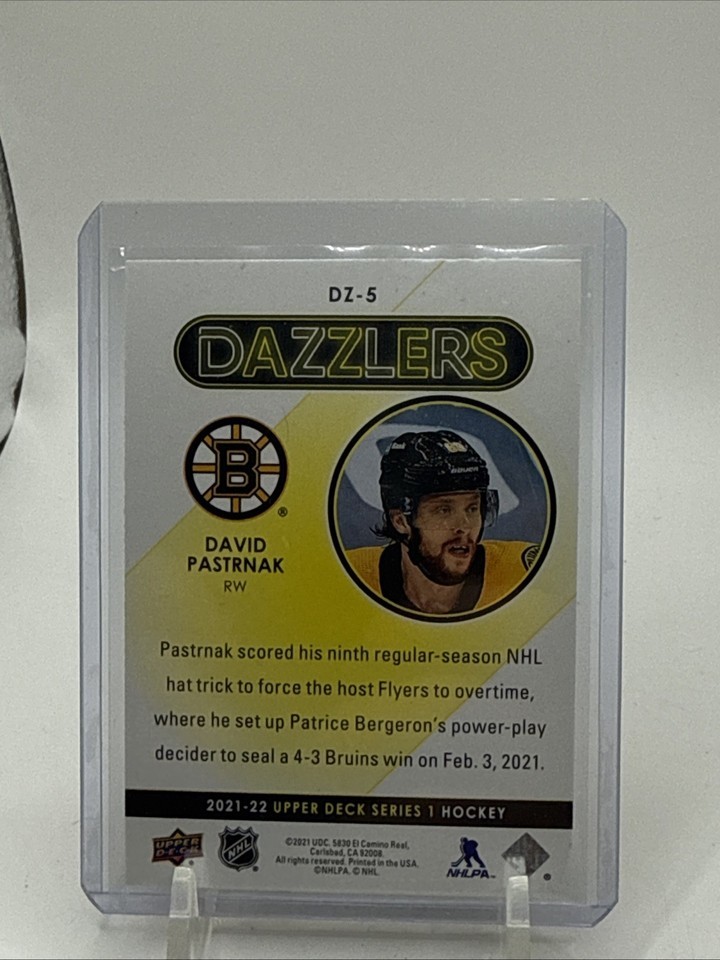 DZ-5
DAZZLERS
B
®
DAVID
PASTRNAK
RW
BAUER
Pastrnak scored his ninth regular-season NHL
hat trick to force the host Flyers to overtime,
where he set up Patrice Bergeron's power-play
decider to seal a 4-3 Bruins win on Feb. 3, 2021.
2021-22 UPPER DECK SERIES 1 HOCKEY
UPPER
DECK
®
NHL
©2021 UDC. 5830 El Camino Real,
Carlsbad, CA 92008.
All rights reserved. Printed in the USA.
©NHLPA. © NHL.
NHLPA
®